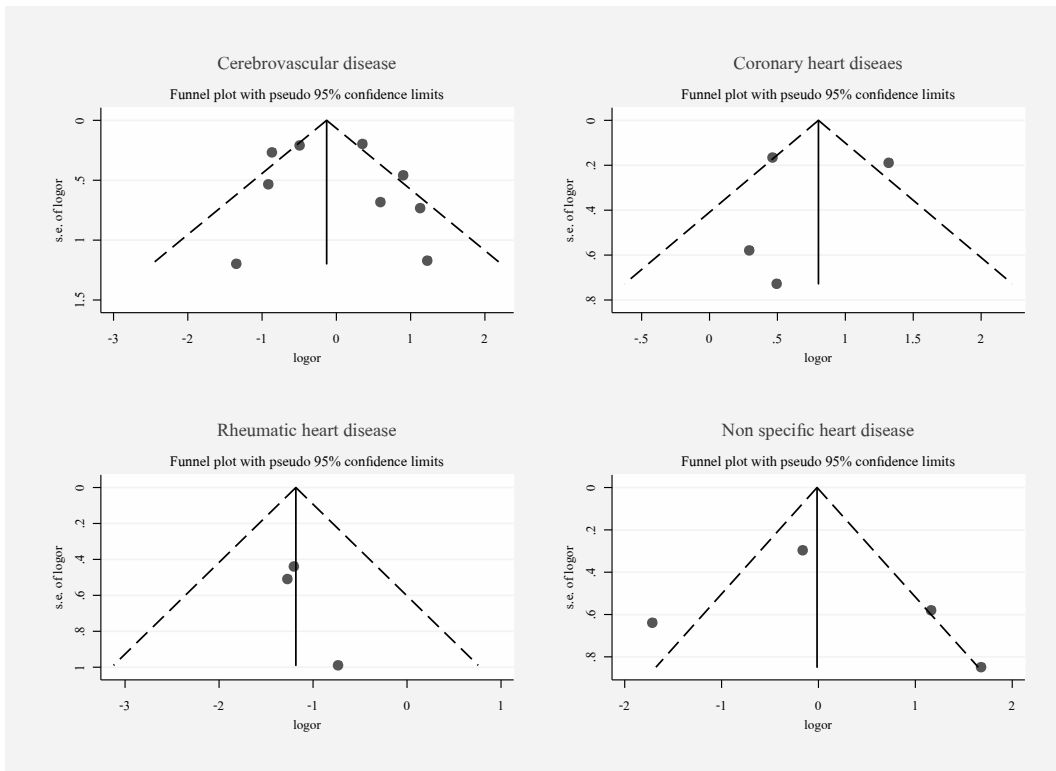 Cerebrovascular disease
Funnel plot with pseudo 95% confidence limits
s.e. of logor
0
.5
1
1.5
-3 -2 -1 0 1 2
logor
Coronary heart diseaes
Funnel plot with pseudo 95% confidence limits
s.e. of logor
0
.2
.4
.6
.8
-.5 0 .5 1 1.5 2
logor
Rheumatic heart disease
Funnel plot with pseudo 95% confidence limits
s.e. of logor
0
.2
.4
.6
.8
1
-3 -2 -1 0 1
logor
Non specific heart disease
Funnel plot with pseudo 95% confidence limits
s.e. of logor
0
.2
.4
.6
.8
-2 -1 0 1 2
logor